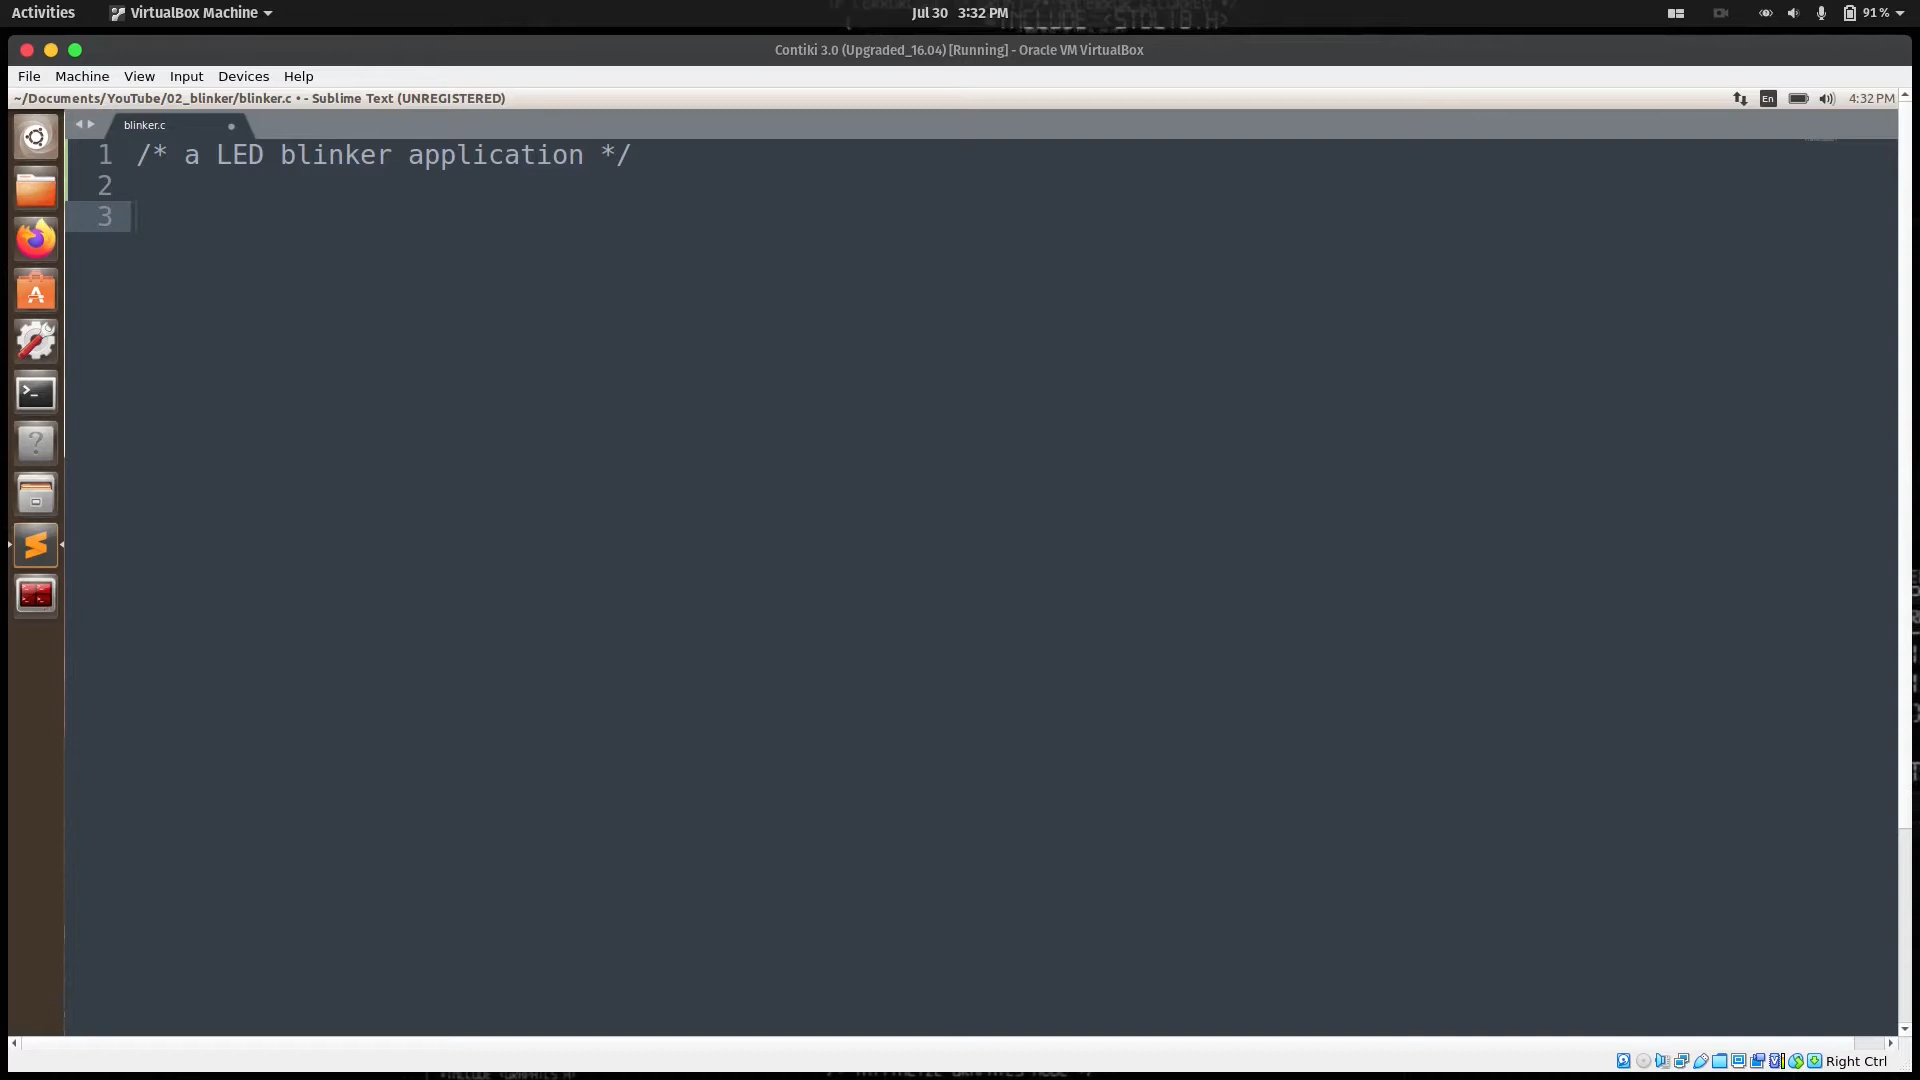 Activities VirtualBox Machine Jul 30 3:32 PM 91 %
Contiki 3.0 (Upgraded_16.04) [Running] - Oracle VM VirtualBox
File Machine View Input Devices Help
~/Documents/YouTube/02_blinker/blinker.c • - Sublime Text (UNREGISTERED) En 4:32 PM
blinker.c
1 /* a LED blinker application */
2
3
Right Ctrl